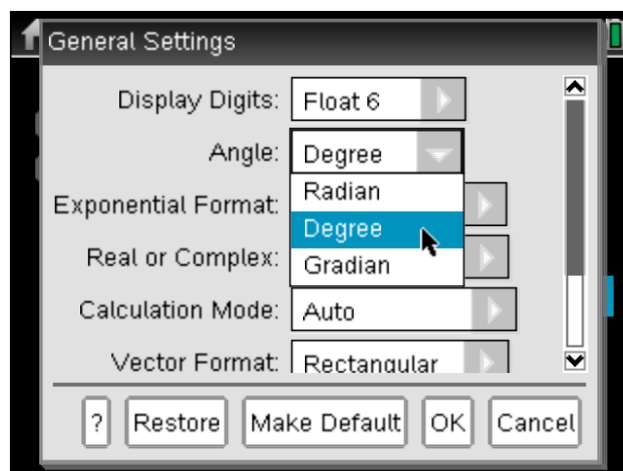 General Settings
Display Digits: Float 6
Angle: Degree
Radian
Exponential Format:
Degree
Real or Complex:
Gradian
Calculation Mode: Auto
Vector Format: Rectangular
? Restore Make Default OK Cancel